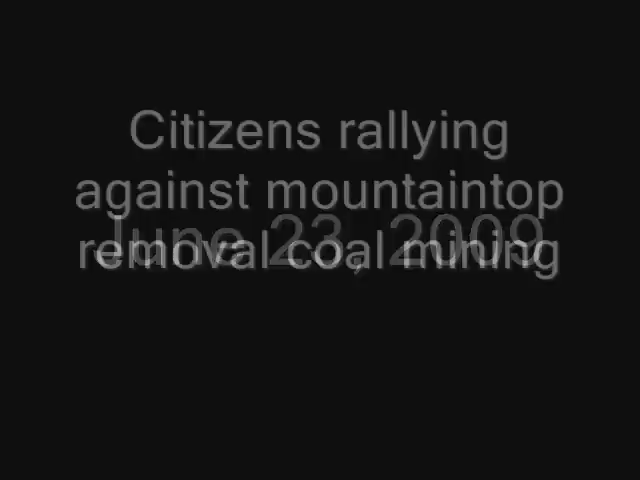 Citizens rallying
against mountaintop
removal coal mining
June 23, 2009